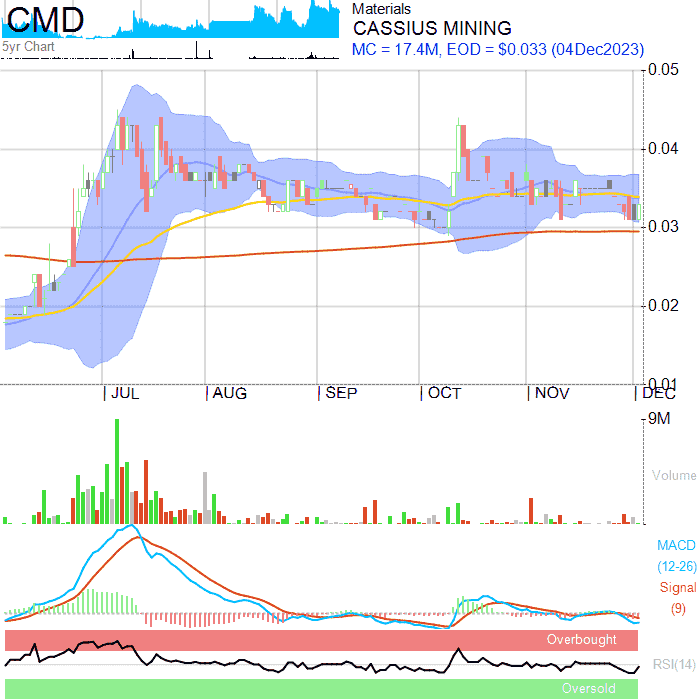 CMD
5yr Chart
Materials
CASSIUS MINING
MC = 17.4M, EOD = $0.033 (04Dec2023)
0.05
0.04
0.03
0.02
0.01
JUL AUG SEP OCT NOV DEC
9M
Volume
MACD
(12-26)
Signal
(9)
Overbought
RSI(14)
Oversold